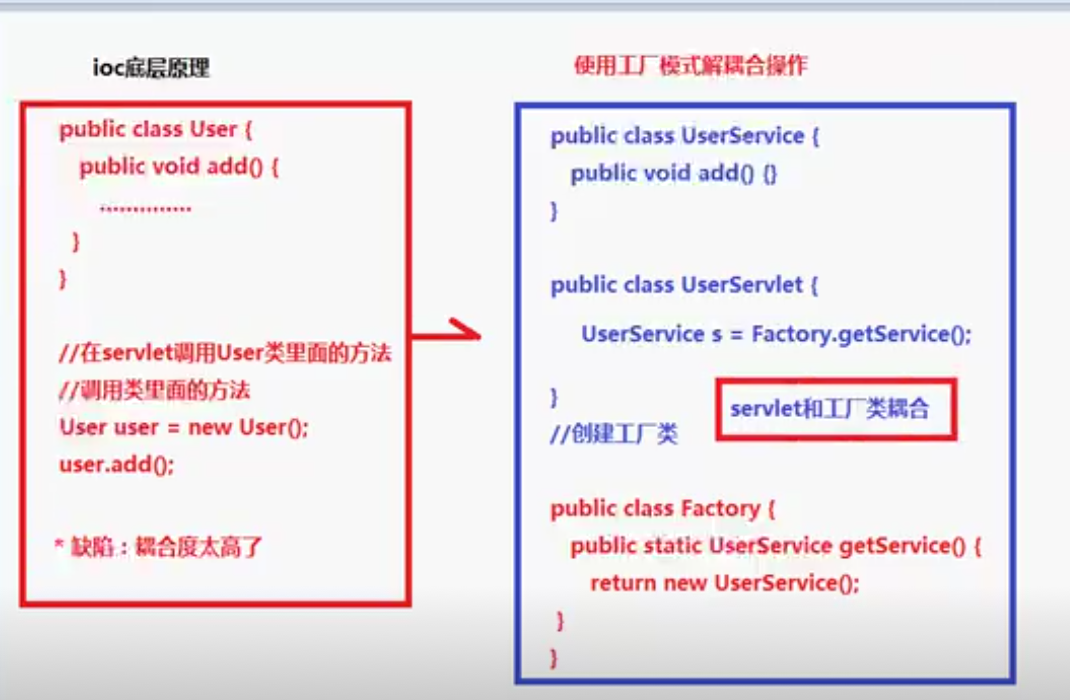 ioc底层原理
public class User {
public void add() {
..............
}
}
//在servlet调用User类里面的方法
//调用类里面的方法
User user = new User();
user.add();
* 缺陷：耦合度太高了
使用工厂模式解耦合操作
public class UserService {
public void add() {}
}
public class UserServlet {
UserService s = Factory.getService();
}
servlet和工厂类耦合
//创建工厂类
public class Factory {
public static UserService getService() {
return new UserService();
}
}